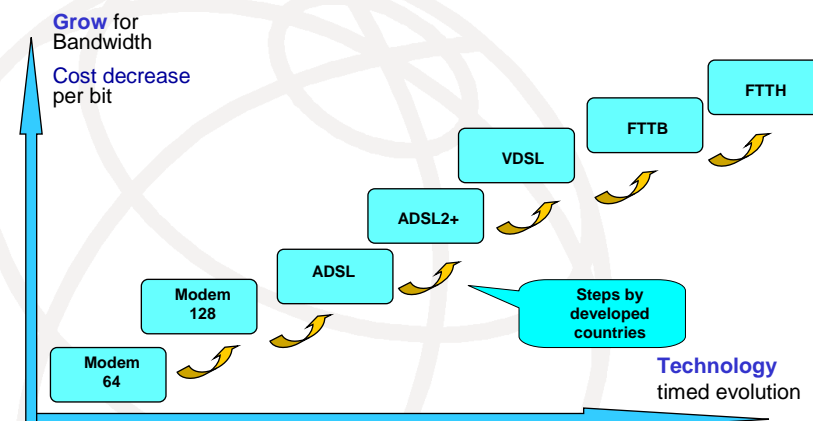 Grow for
Bandwidth
Cost decrease
per bit
FTTH
FTTB
VDSL
ADSL2+
ADSL
Modem
128
Steps by
developed
countries
Modem
64
Technology
timed evolution